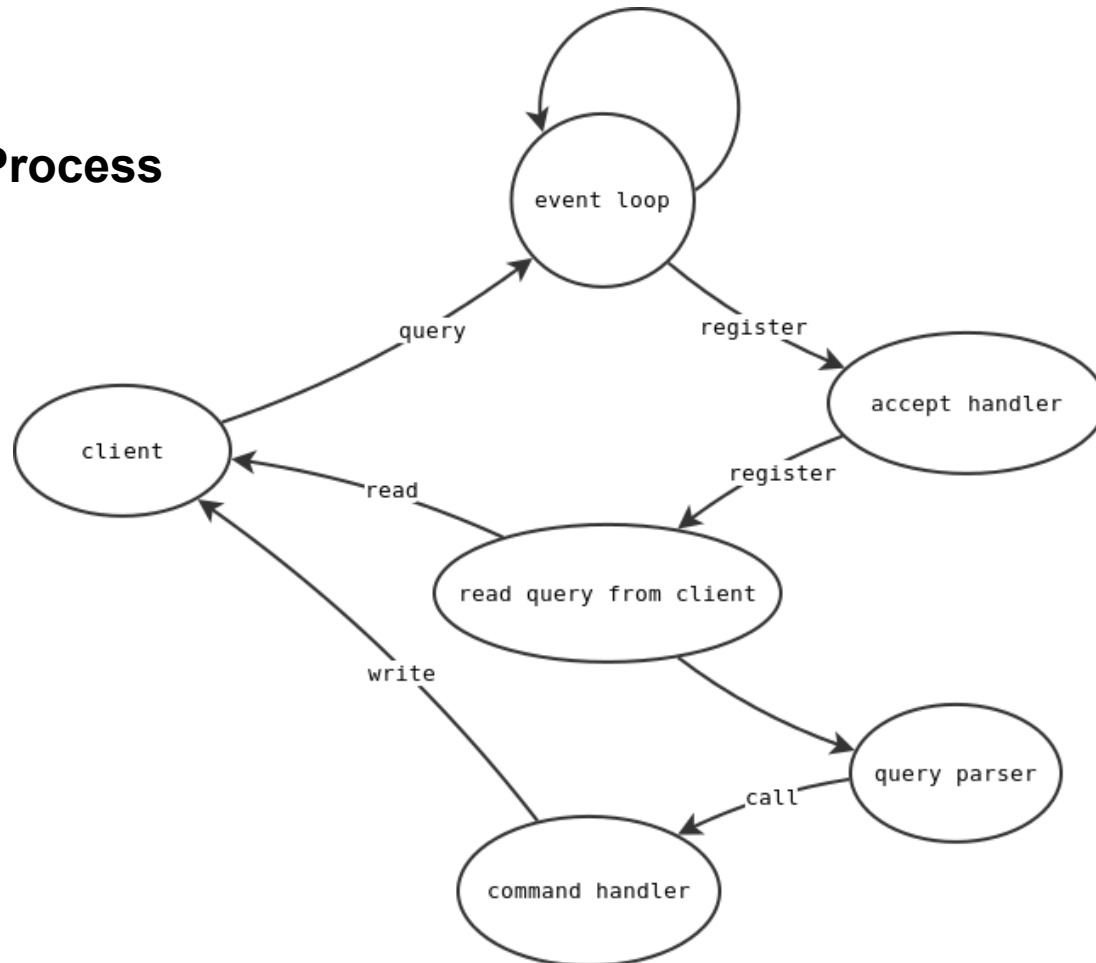 Process
event loop
query
register
accept handler
client
register
read
read query from client
write
query parser
call
command handler